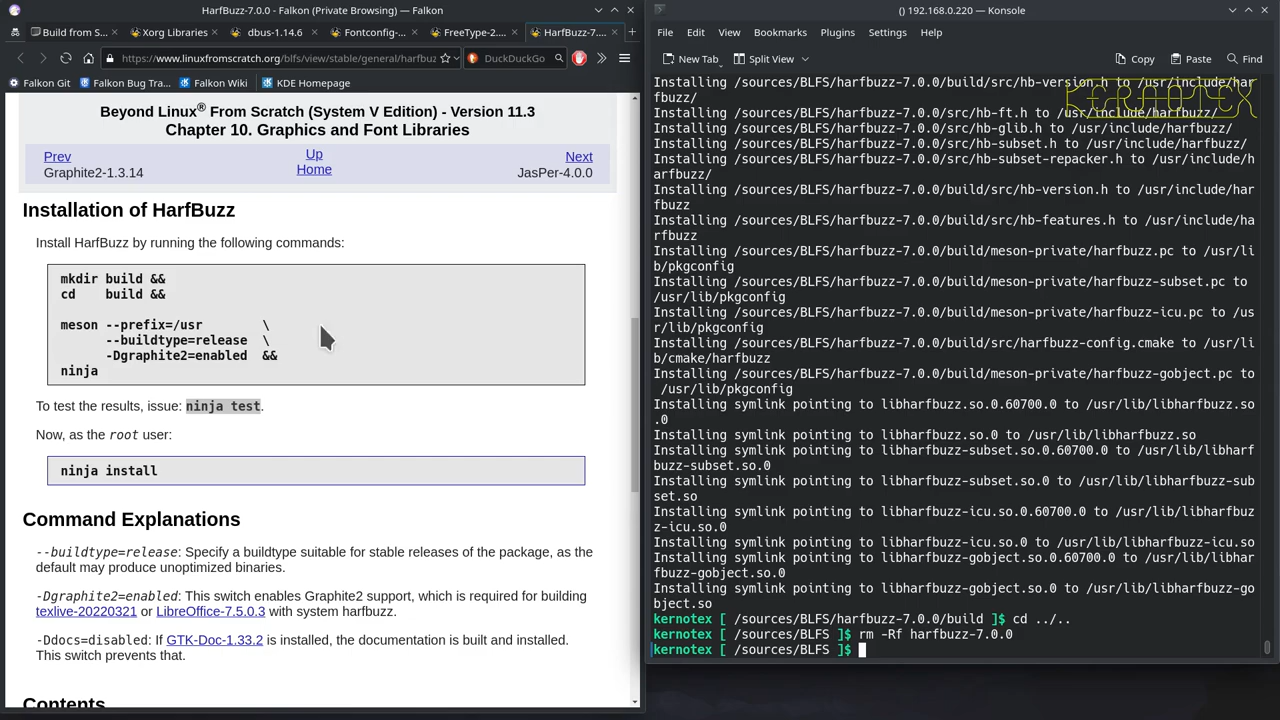 HarfBuzz-7.0.0 - Falkon (Private Browsing) — Falkon
Build from S...
Xorg Libraries
dbus-1.14.6
Fontconfig-...
FreeType-2....
HarfBuzz-7....
https://www.linuxfromscratch.org/blfs/view/stable/general/harfbuz
DuckDuckGo
Falkon Git
Falkon Bug Tra...
Falkon Wiki
KDE Homepage
Beyond Linux® From Scratch (System V Edition) - Version 11.3
Chapter 10. Graphics and Font Libraries
Prev
Up
Next
Graphite2-1.3.14
Home
JasPer-4.0.0
Installation of HarfBuzz
Install HarfBuzz by running the following commands:
mkdir build &&
cd    build &&
meson --prefix=/usr        \
--buildtype=release  \
-Dgraphite2=enabled  &&
ninja
To test the results, issue: ninja test.
Now, as the root user:
ninja install
Command Explanations
--buildtype=release: Specify a buildtype suitable for stable releases of the package, as the
default may produce unoptimized binaries.
-Dgraphite2=enabled: This switch enables Graphite2 support, which is required for building
texlive-20220321 or LibreOffice-7.5.0.3 with system harfbuzz.
-Ddocs=disabled: If GTK-Doc-1.33.2 is installed, the documentation is built and installed.
This switch prevents that.
Contents
() 192.168.0.220 — Konsole
File Edit View Bookmarks Plugins Settings Help
New Tab
Split View
Copy
Paste
Find
KERNOTEX
Installing /sources/BLFS/harfbuzz-7.0.0/build/src/hb-version.h to /usr/include/har
fbuzz/
Installing /sources/BLFS/harfbuzz-7.0.0/src/hb-ft.h to /usr/include/harfbuzz/
Installing /sources/BLFS/harfbuzz-7.0.0/src/hb-glib.h to /usr/include/harfbuzz/
Installing /sources/BLFS/harfbuzz-7.0.0/src/hb-subset.h to /usr/include/harfbuzz/
Installing /sources/BLFS/harfbuzz-7.0.0/src/hb-subset-repacker.h to /usr/include/h
arfbuzz/
Installing /sources/BLFS/harfbuzz-7.0.0/build/src/hb-version.h to /usr/include/har
fbuzz
Installing /sources/BLFS/harfbuzz-7.0.0/build/src/hb-features.h to /usr/include/ha
rfbuzz
Installing /sources/BLFS/harfbuzz-7.0.0/build/meson-private/harfbuzz.pc to /usr/li
b/pkgconfig
Installing /sources/BLFS/harfbuzz-7.0.0/build/meson-private/harfbuzz-subset.pc to
/usr/lib/pkgconfig
Installing /sources/BLFS/harfbuzz-7.0.0/build/meson-private/harfbuzz-icu.pc to /us
r/lib/pkgconfig
Installing /sources/BLFS/harfbuzz-7.0.0/build/src/harfbuzz-config.cmake to /usr/li
b/cmake/harfbuzz
Installing /sources/BLFS/harfbuzz-7.0.0/build/meson-private/harfbuzz-gobject.pc to
/usr/lib/pkgconfig
Installing symlink pointing to libharfbuzz.so.0.60700.0 to /usr/lib/libharfbuzz.so
.0
Installing symlink pointing to libharfbuzz.so.0 to /usr/lib/libharfbuzz.so
Installing symlink pointing to libharfbuzz-subset.so.0.60700.0 to /usr/lib/libharf
buzz-subset.so.0
Installing symlink pointing to libharfbuzz-subset.so.0 to /usr/lib/libharfbuzz-sub
set.so
Installing symlink pointing to libharfbuzz-icu.so.0.60700.0 to /usr/lib/libharfbuz
z-icu.so.0
Installing symlink pointing to libharfbuzz-icu.so.0 to /usr/lib/libharfbuzz-icu.so
Installing symlink pointing to libharfbuzz-gobject.so.0.60700.0 to /usr/lib/libhar
fbuzz-gobject.so.0
Installing symlink pointing to libharfbuzz-gobject.so.0 to /usr/lib/libharfbuzz-go
bject.so
kernotex [ /sources/BLFS/harfbuzz-7.0.0/build ]$ cd ../..
kernotex [ /sources/BLFS ]$ rm -Rf harfbuzz-7.0.0
kernotex [ /sources/BLFS ]$